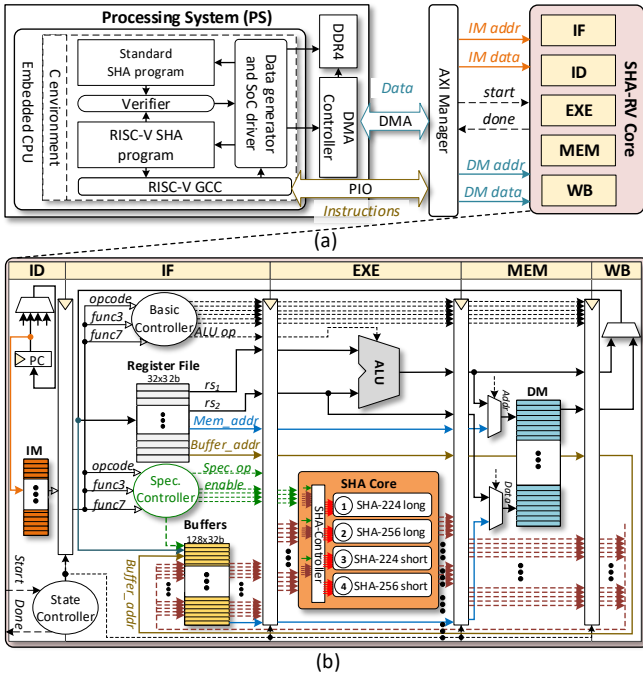 Processing System (PS)
Embedded CPU
C environment
Standard
SHA program
Verifier
RISC-V SHA
program
RISC-V GCC
Data generator
and SoC driver
DDR4
DMA
Controller
Data
DMA
PIO
Instructions
AXI Manager
IM addr
IM data
start
done
DM addr
DM data
IF
ID
EXE
MEM
WB
SHA-RV Core
(a)
ID
IF
EXE
MEM
WB
opcode
func3
func7
Basic
Controller
ALU op
PC
Register File
32x32b
rs1
rs2
Mem_addr
Buffer_addr
ALU
Addr
DM
Data
IM
opcode
func3
func7
Spec.
Controller
Spec. op
enable
Buffers
128x32b
Buffer_addr
SHA Core
SHA-Controller
1 SHA-224 long
2 SHA-256 long
3 SHA-224 short
4 SHA-256 short
Start
Done
State
Controller
(b)